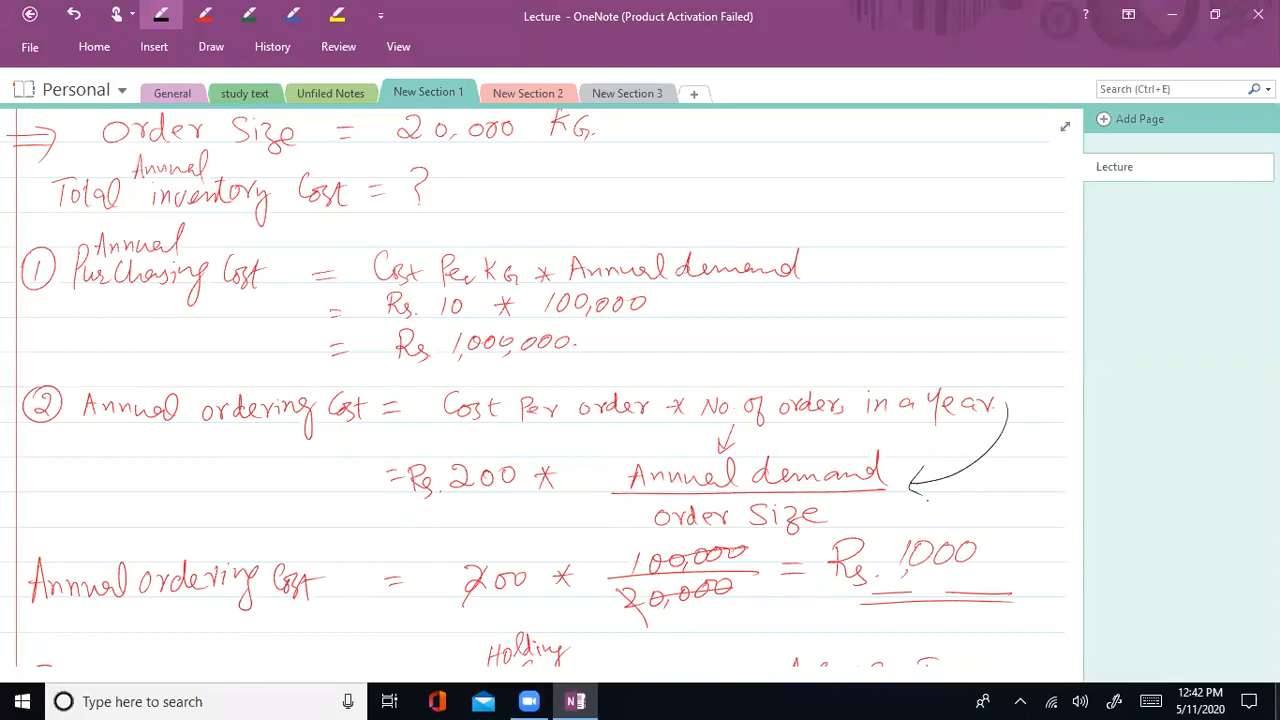 Lecture - OneNote (Product Activation Failed)
File Home Insert Draw History Review View
Personal General study text Unfiled Notes New Section 1 New Section 2 New Section 3
Search (Ctrl+E)
Add Page
Lecture
Order Size = 20,000 KG.
Annual
Total inventory Cost = ?
Annual
① Purchasing Cost = Cost Per KG * Annual demand
= Rs. 10 * 100,000
= Rs 1,000,000.
② Annual ordering Cost = Cost Per order * No. of orders in a year.
= Rs. 200 * Annual demand
order Size
Annual ordering Cost = 200 * 100,000 = Rs. 1,000
20,000
Holding
Type here to search
12:42 PM
5/11/2020